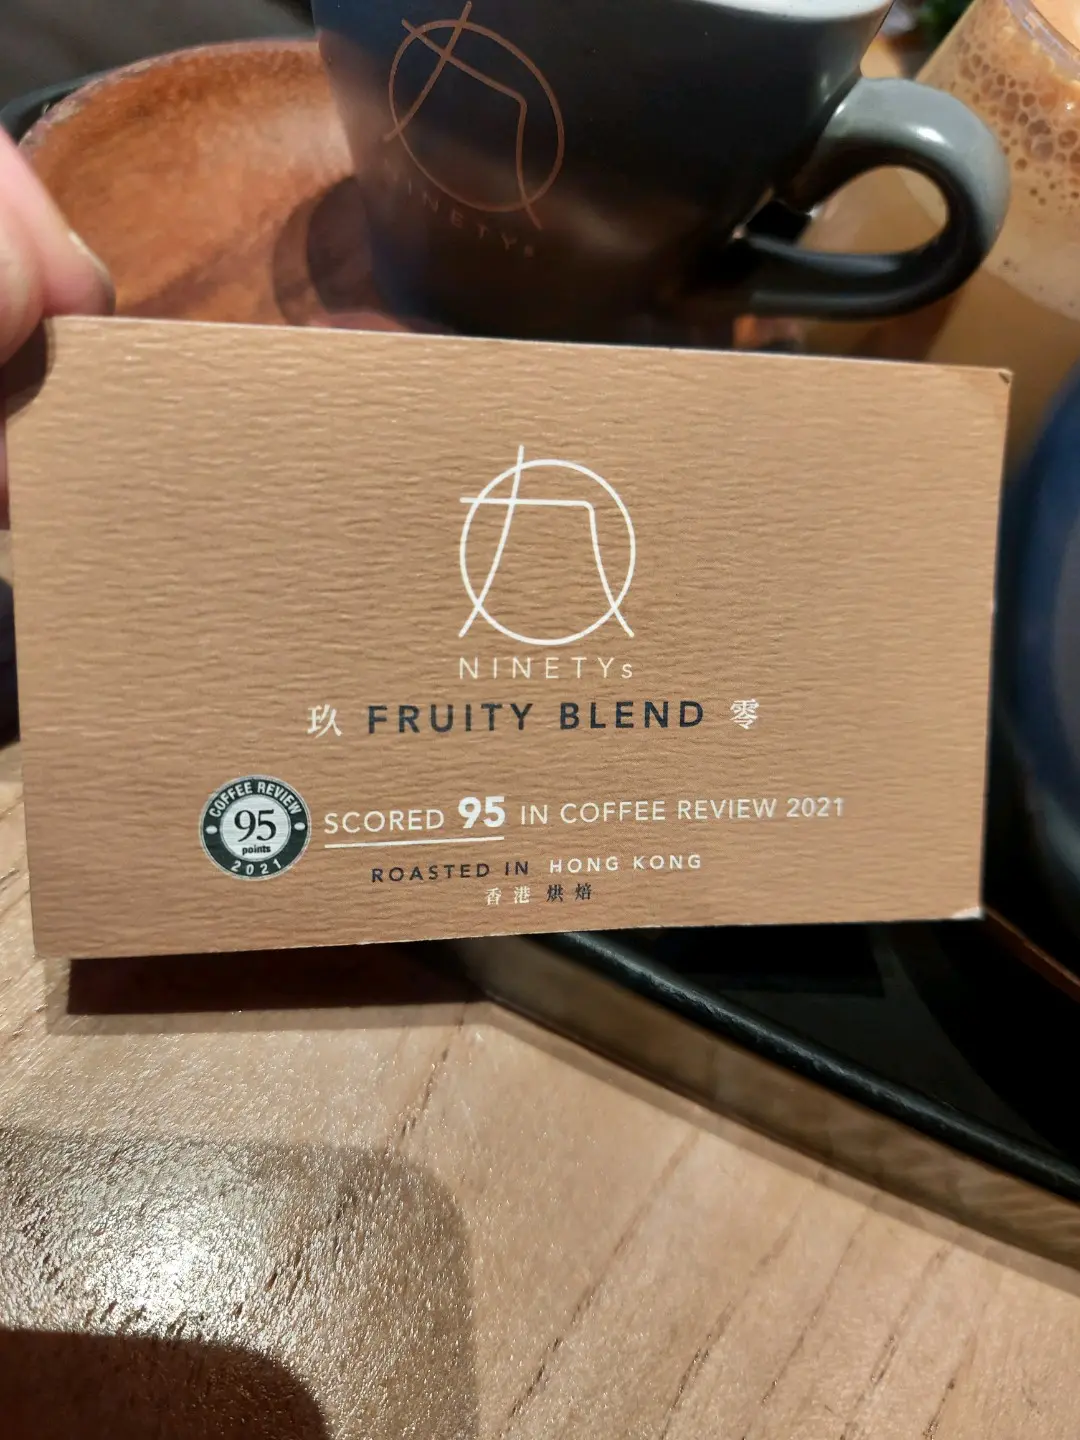 NINETYs
NINETYs
玖 FRUITY BLEND 零
COFFEE REVIEW
95
points
2021
SCORED 95 IN COFFEE REVIEW 2021
ROASTED IN HONG KONG
香港烘焙